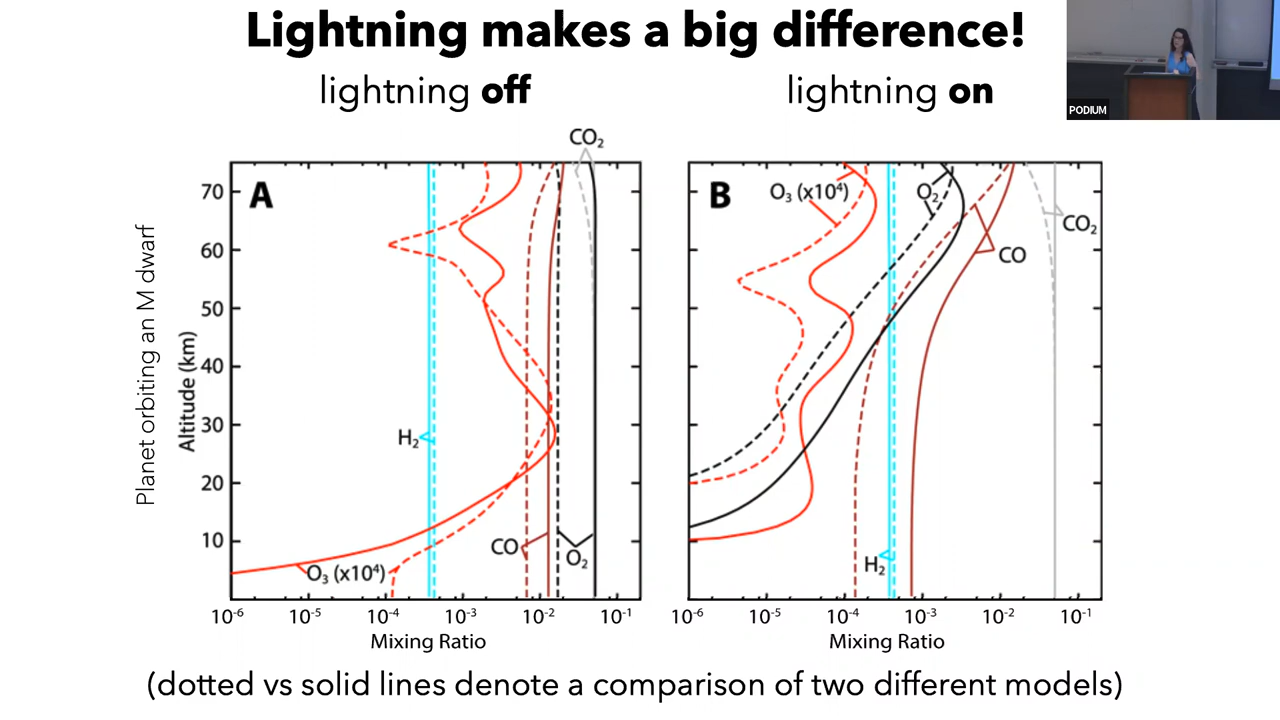 Lightning makes a big difference!
lightning off
lightning on
PODIUM
Planet orbiting an M dwarf
Altitude (km)
70
60
50
40
30
20
10
A
CO₂
H₂
CO
O₂
O₃ (x10⁴)
10⁻⁶ 10⁻⁵ 10⁻⁴ 10⁻³ 10⁻² 10⁻¹
Mixing Ratio
B
O₃ (x10⁴)
O₂
CO₂
CO
H₂
10⁻⁶ 10⁻⁵ 10⁻⁴ 10⁻³ 10⁻² 10⁻¹
Mixing Ratio
(dotted vs solid lines denote a comparison of two different models)